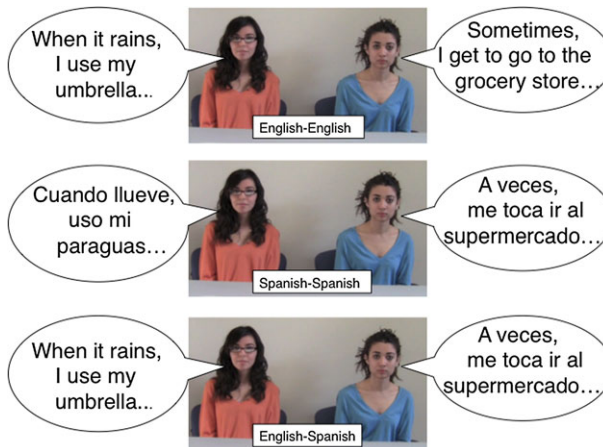 When it rains,
I use my
umbrella...
Sometimes,
I get to go to the
grocery store…
English-English
Cuando llueve,
uso mi
paraguas…
A veces,
me toca ir al
supermercado…
Spanish-Spanish
When it rains,
I use my
umbrella...
A veces,
me toca ir al
supermercado…
English-Spanish